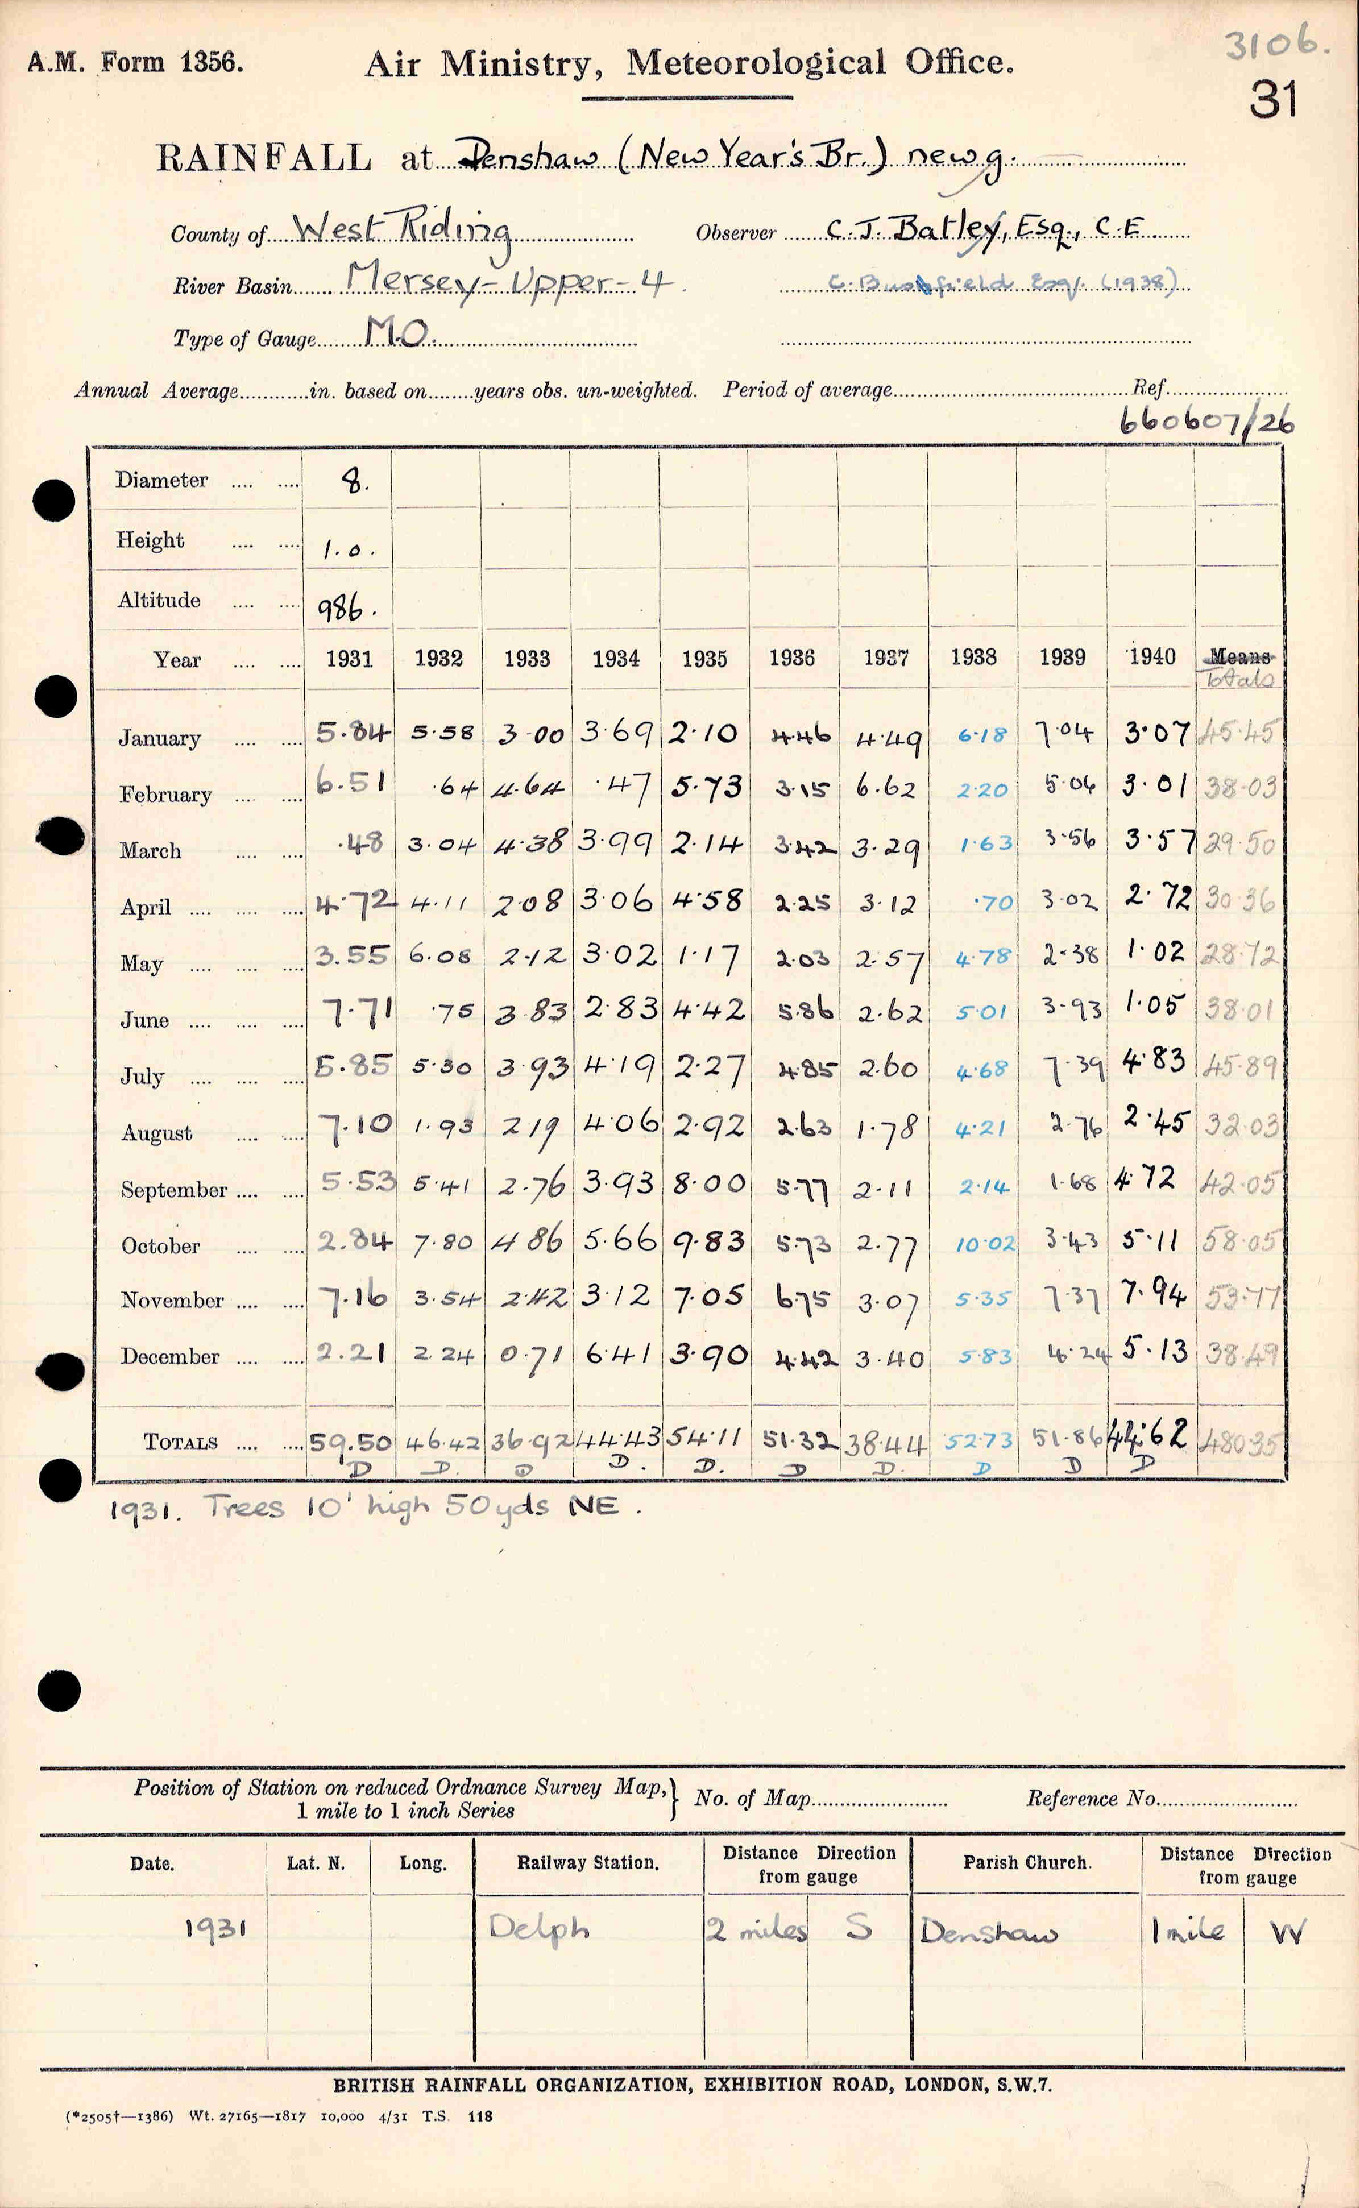 3106.
A.M. Form 1356. Air Ministry, Meteorological Office.
31
RAINFALL at Denshaw (New Year's Br.) new g.
County of West Riding Observer C. J. Batley, Esq., C.E
River Basin Mersey - Upper - 4 Esq. (1938)
Type of Gauge M.O.
Annual Average............in. based on........years obs. un-weighted. Period of average............ Ref............
660607/26
Diameter .... .... 8.
Height .... .... 1.0.
Altitude .... .... 986.
Year .... .... 1931 1932 1933 1934 1935 1936 1937 1938 1939 1940 Means
Totals
January .... .... 5.84 5.58 3.00 3.69 2.10 4.46 4.49 6.18 7.04 3.07 45.45
February .... .... 6.51 .64 4.64 .47 5.73 3.15 6.62 2.20 5.06 3.01 38.03
March .... .... .48 3.04 4.38 3.99 2.14 3.42 3.29 1.63 3.56 3.57 29.50
April .... .... .... 4.72 4.11 2.08 3.06 4.58 2.25 3.12 .70 3.02 2.72 30.36
May .... .... .... 3.55 6.08 2.12 3.02 1.17 2.03 2.57 4.78 2.38 1.02 28.72
June .... .... .... 7.71 .75 3.83 2.83 4.42 5.86 2.62 5.01 3.93 1.05 38.01
July .... .... .... 5.85 5.30 3.93 4.19 2.27 4.85 2.60 4.68 7.39 4.83 45.89
August .... .... 7.10 1.93 2.19 4.06 2.92 2.63 1.78 4.21 2.76 2.45 32.03
September .... .... 5.53 5.41 2.76 3.93 8.00 5.77 2.11 2.14 1.68 4.72 42.05
October .... .... 2.84 7.80 4.86 5.66 9.83 5.73 2.77 10.02 3.43 5.11 58.05
November .... .... 7.16 3.54 2.42 3.12 7.05 6.75 3.07 5.35 7.37 7.94 53.77
December .... .... 2.21 2.24 0.71 6.41 3.90 4.42 3.40 5.83 4.24 5.13 38.49
TOTALS .... .... 59.50 46.42 36.92 44.43 54.11 51.32 38.44 52.73 51.86 44.62 480.35
D D. D D. D. D D. D D D
1931. Trees 10' high 50 yds NE.
Position of Station on reduced Ordnance Survey Map, } No. of Map............ Reference No............
1 mile to 1 inch Series
Date. Lat. N. Long. Railway Station. Distance Direction from gauge Parish Church. Distance Direction from gauge
1931 Delph 2 miles S Denshaw 1 mile W
BRITISH RAINFALL ORGANIZATION, EXHIBITION ROAD, LONDON, S.W.7.
(*2505†—1386) Wt. 27165—1817 10,000 4/31 T.S. 118